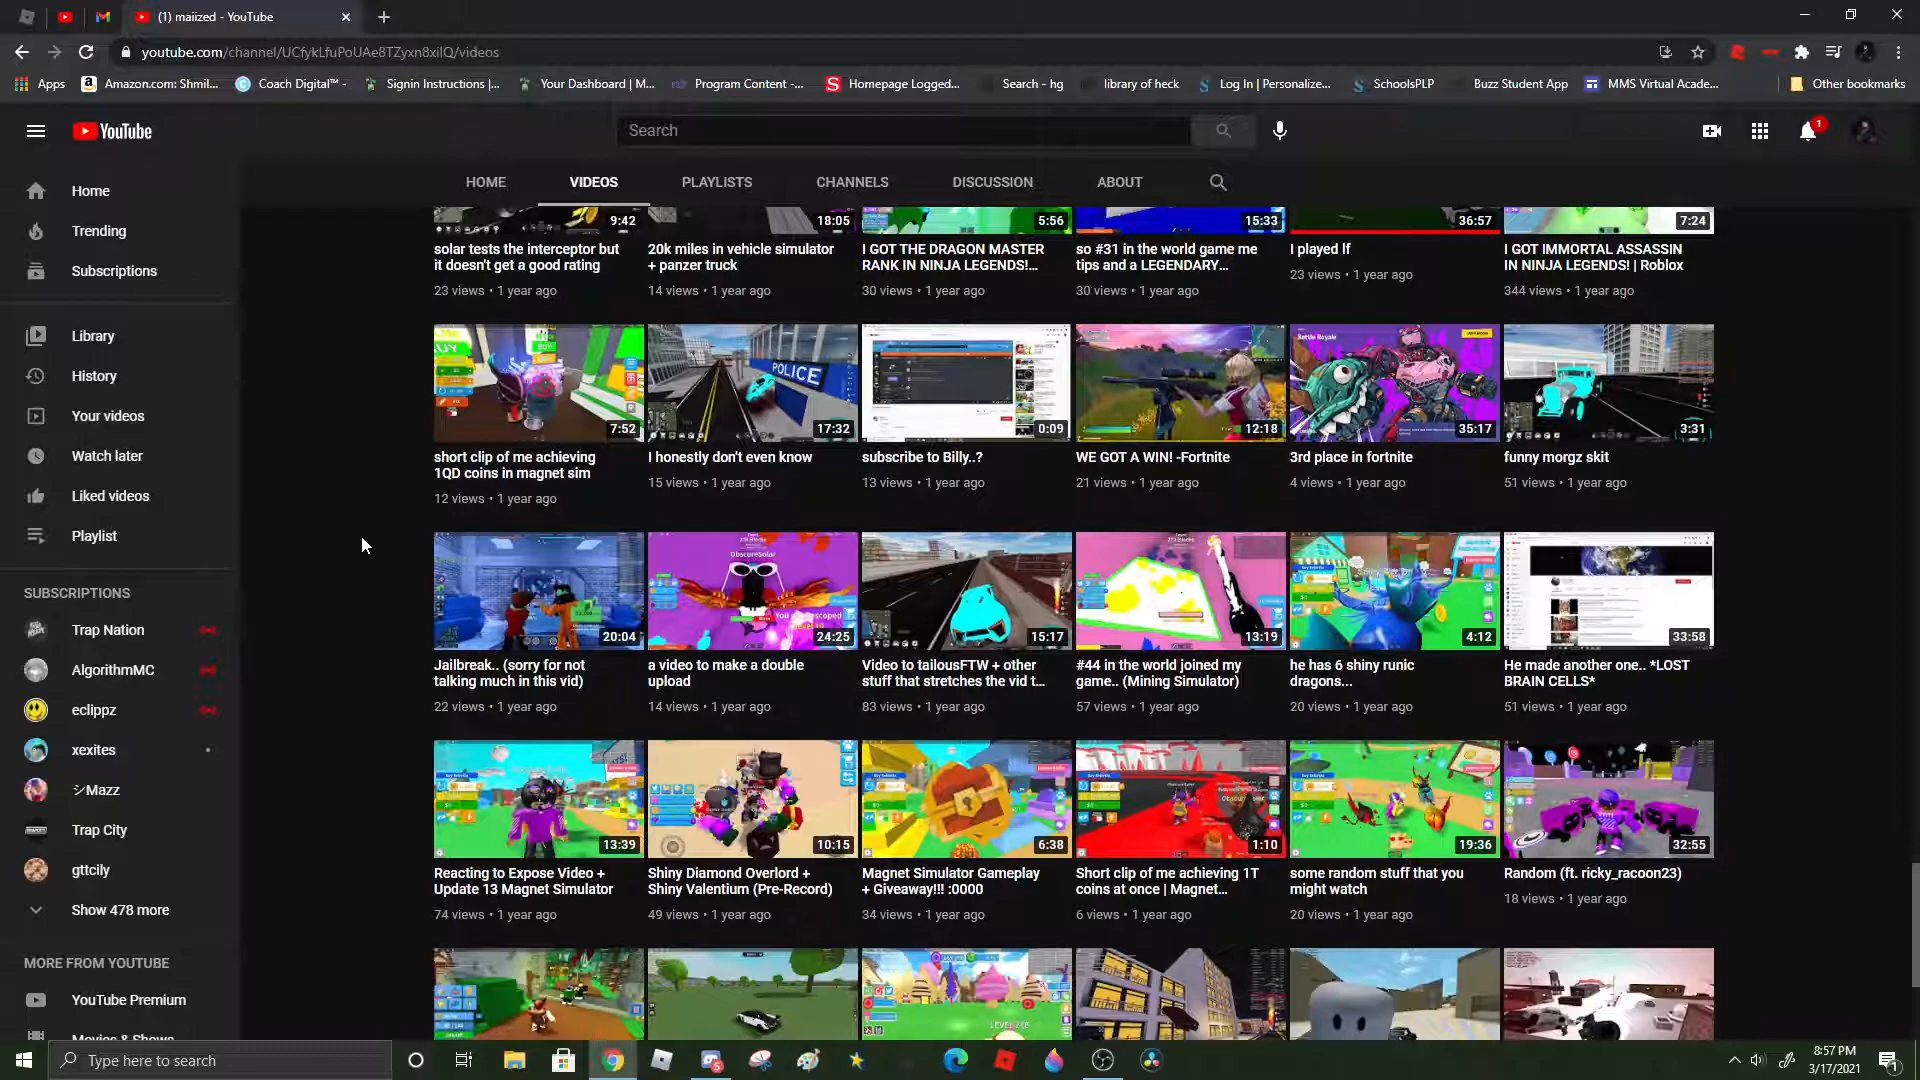 (1) maiized - YouTube
youtube.com/channel/UCfykLfuPoUAe8TZyxn8xilQ/videos
Apps
Amazon.com: Shmil...
Coach Digital™ -
Signin Instructions |...
Your Dashboard | M...
Program Content -...
Homepage Logged...
Search - hg
library of heck
Log In | Personalize...
SchoolsPLP
Buzz Student App
MMS Virtual Acade...
Other bookmarks
YouTube
Search
1
HOME
VIDEOS
PLAYLISTS
CHANNELS
DISCUSSION
ABOUT
Home
Trending
Subscriptions
Library
History
Your videos
Watch later
Liked videos
Playlist
SUBSCRIPTIONS
Trap Nation
AlgorithmMC
eclippz
xexites
シMazz
Trap City
gttcily
Show 478 more
MORE FROM YOUTUBE
YouTube Premium
Movies & Shows
9:42
solar tests the interceptor but
it doesn't get a good rating
23 views • 1 year ago
18:05
20k miles in vehicle simulator
+ panzer truck
14 views • 1 year ago
5:56
I GOT THE DRAGON MASTER
RANK IN NINJA LEGENDS!...
30 views • 1 year ago
15:33
so #31 in the world game me
tips and a LEGENDARY...
30 views • 1 year ago
36:57
I played lf
23 views • 1 year ago
7:24
I GOT IMMORTAL ASSASSIN
IN NINJA LEGENDS! | Roblox
344 views • 1 year ago
BUY
7:52
short clip of me achieving
1QD coins in magnet sim
12 views • 1 year ago
POLICE
17:32
I honestly don't even know
15 views • 1 year ago
0:09
subscribe to Billy..?
13 views • 1 year ago
12:18
WE GOT A WIN! -Fortnite
21 views • 1 year ago
Battle Royale
35:17
3rd place in fortnite
4 views • 1 year ago
3:31
funny morgz skit
51 views • 1 year ago
20:04
Jailbreak.. (sorry for not
talking much in this vid)
22 views • 1 year ago
ObscureSolar
24:25
a video to make a double
upload
14 views • 1 year ago
15:17
Video to tailousFTW + other
stuff that stretches the vid t...
83 views • 1 year ago
13:19
#44 in the world joined my
game.. (Mining Simulator)
57 views • 1 year ago
4:12
he has 6 shiny runic
dragons...
20 views • 1 year ago
33:58
He made another one.. *LOST
BRAIN CELLS*
51 views • 1 year ago
13:39
Reacting to Expose Video +
Update 13 Magnet Simulator
74 views • 1 year ago
10:15
Shiny Diamond Overlord +
Shiny Valentium (Pre-Record)
49 views • 1 year ago
6:38
Magnet Simulator Gameplay
+ Giveaway!!! :0000
34 views • 1 year ago
1:10
Short clip of me achieving 1T
coins at once | Magnet...
6 views • 1 year ago
19:36
some random stuff that you
might watch
20 views • 1 year ago
32:55
Random (ft. ricky_racoon23)
18 views • 1 year ago
Type here to search
5
8:57 PM
3/17/2021
1